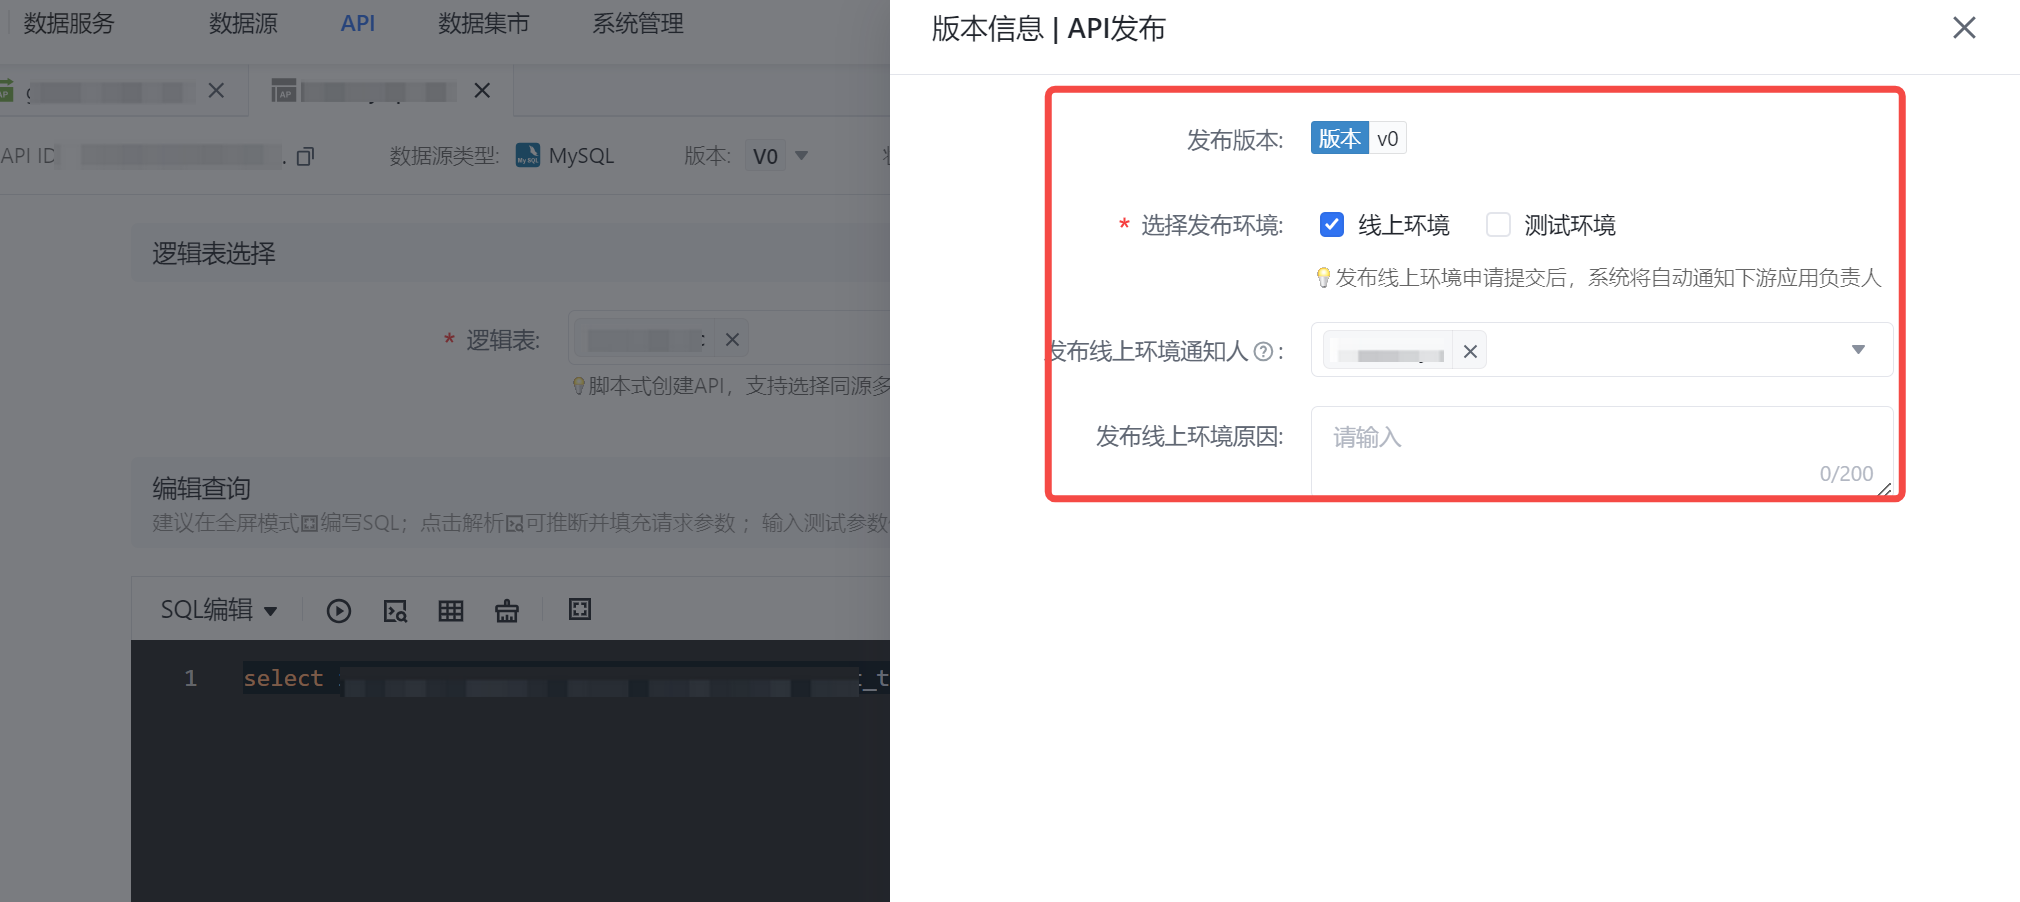 数据服务 数据源 API 数据集市 系统管理
API ID
数据源类型: MySQL 版本: V0
逻辑表选择
* 逻辑表:
脚本式创建API，支持选择同源多
编辑查询
建议在全屏模式 编写SQL；点击解析 可推断并填充请求参数 ；输入测试参数
SQL编辑
1 select
_t
版本信息 | API发布
发布版本: 版本 v0
* 选择发布环境: 线上环境 测试环境
发布线上环境申请提交后，系统将自动通知下游应用负责人
发布线上环境通知人 ? :
发布线上环境原因: 请输入
0/200